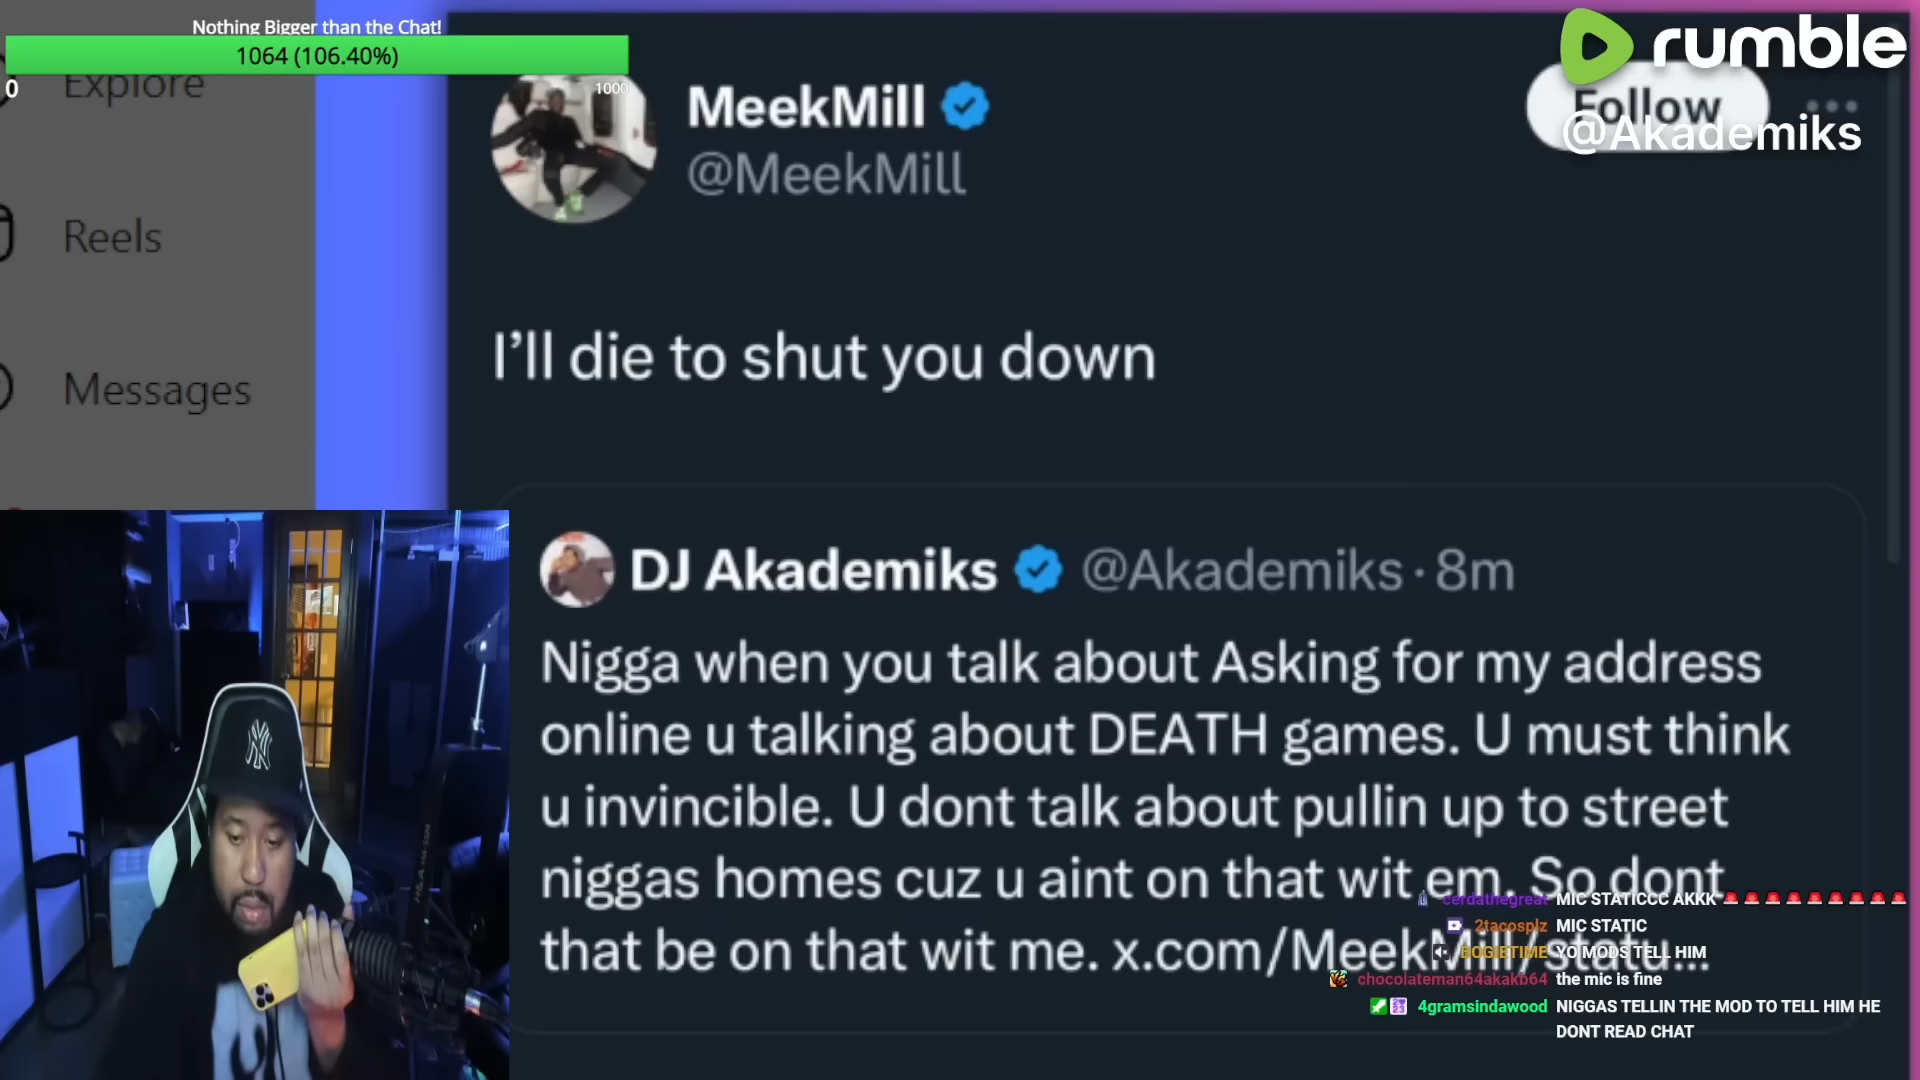 Nothing Bigger than the Chat!
1064 (106.40%)
0
1000
Explore
Reels
Messages
rumble
@Akademiks
MeekMill
@MeekMill
Follow
I'll die to shut you down
DJ Akademiks @Akademiks · 8m
Nigga when you talk about Asking for my address
online u talking about DEATH games. U must think
u invincible. U dont talk about pullin up to street
niggas homes cuz u aint on that wit em. So dont
that be on that wit me. x.com/MeekMill/statu...
cerdathegreat MIC STATICCC AKKK
2tacosplz MIC STATIC
BOGIETIME YO MODS TELL HIM
chocolateman64akakb64 the mic is fine
4gramsindawood NIGGAS TELLIN THE MOD TO TELL HIM HE
DONT READ CHAT